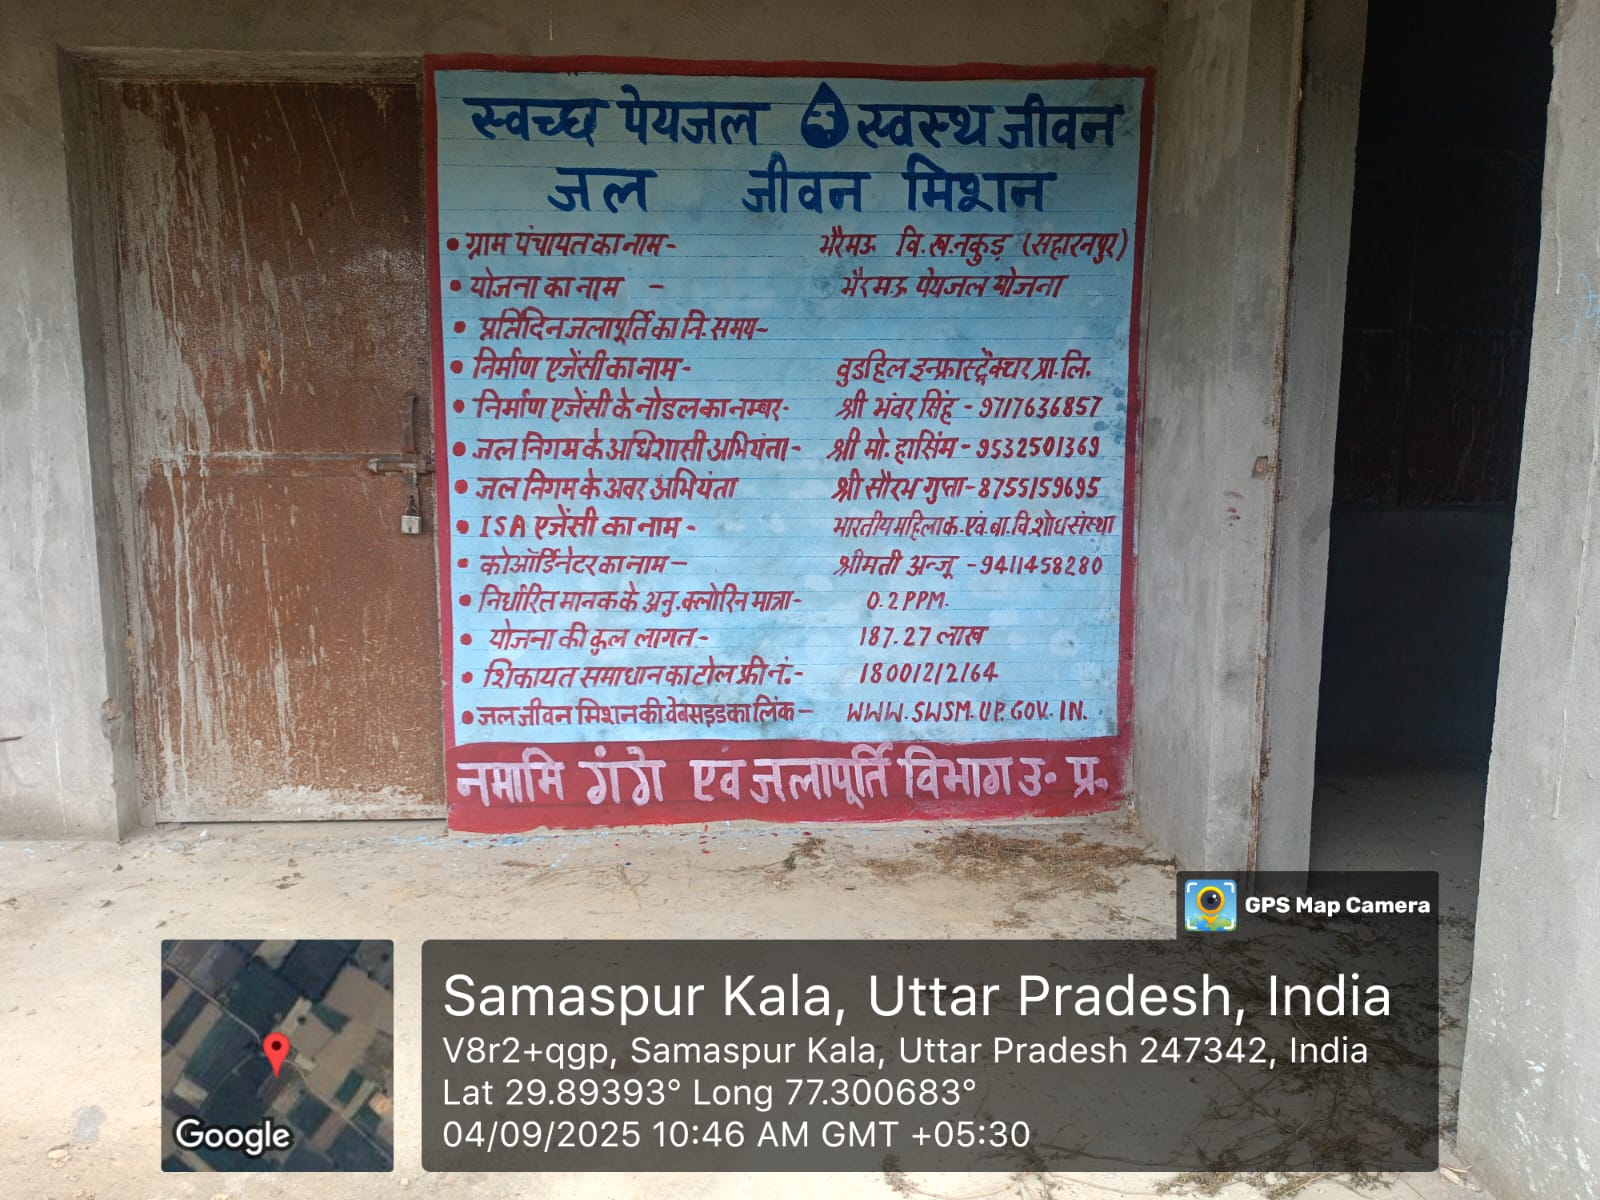 स्वच्छ पेयजल स्वस्थ जीवन
जल जीवन मिशन
• ग्राम पंचायत का नाम- भैरमऊ वि.ख.नकुड़ (सहारनपुर)
• योजना का नाम - भैरमऊ पेयजल योजना
• प्रतिदिन जलापूर्ति का नि. समय-
• निर्माण एजेंसी का नाम- वुडहिल इन्फ्रास्ट्रैक्चर प्रा. लि.
• निर्माण एजेंसी के नोडल का नम्बर- श्री भंवर सिंह - 9717636857
• जल निगम के अधिशासी अभियंता- श्री मो. हासिम - 9532501369
• जल निगम के अवर अभियंता श्री सौरभ गुप्ता- 8755159695
• ISA एजेंसी का नाम - भारतीय महिला क. एवं. बा. वि. शोध संस्था
• कोऑर्डिनेटर का नाम - श्रीमती अन्जू - 9411458280
• निर्धारित मानक के अनु. क्लोरिन मात्रा- 0.2 PPM.
• योजना की कुल लागत- 187.27 लाख
• शिकायत समाधान का टोल फ्री नं.- 18001212164
• जल जीवन मिशन की वेबसाइड का लिंक - WWW.SWSM.UP.GOV.IN.
नमामि गंगे एव जलापूर्ति विभाग उ॰ प्र॰
GPS Map Camera
Samaspur Kala, Uttar Pradesh, India
V8r2+qgp, Samaspur Kala, Uttar Pradesh 247342, India
Lat 29.89393° Long 77.300683°
04/09/2025 10:46 AM GMT +05:30
Google